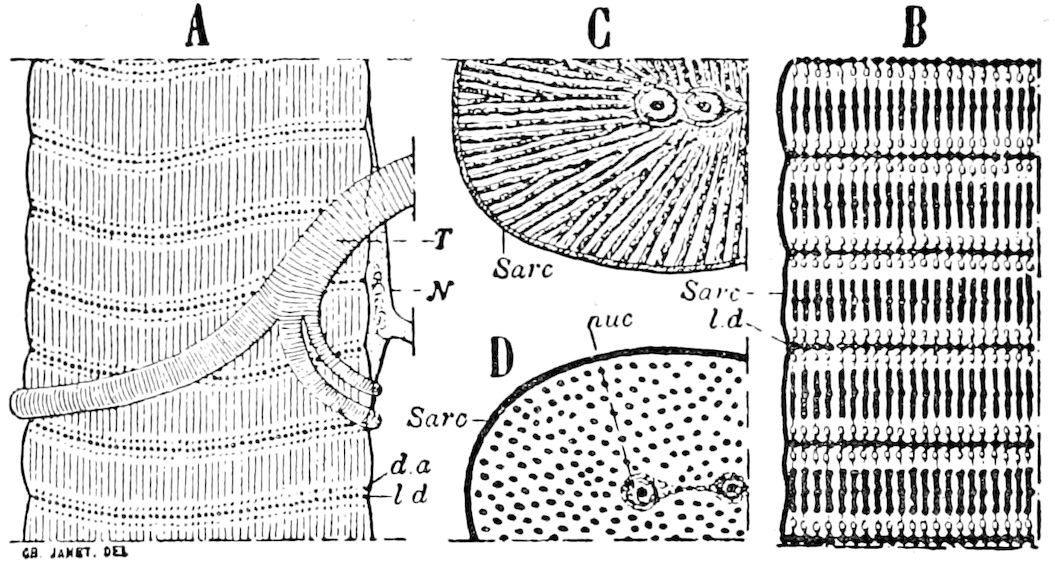 A
C
B
T
N
Sarc
Sarc
l.d
nuc
D
Sarc
d.a
l d
CH. JANET. DEL